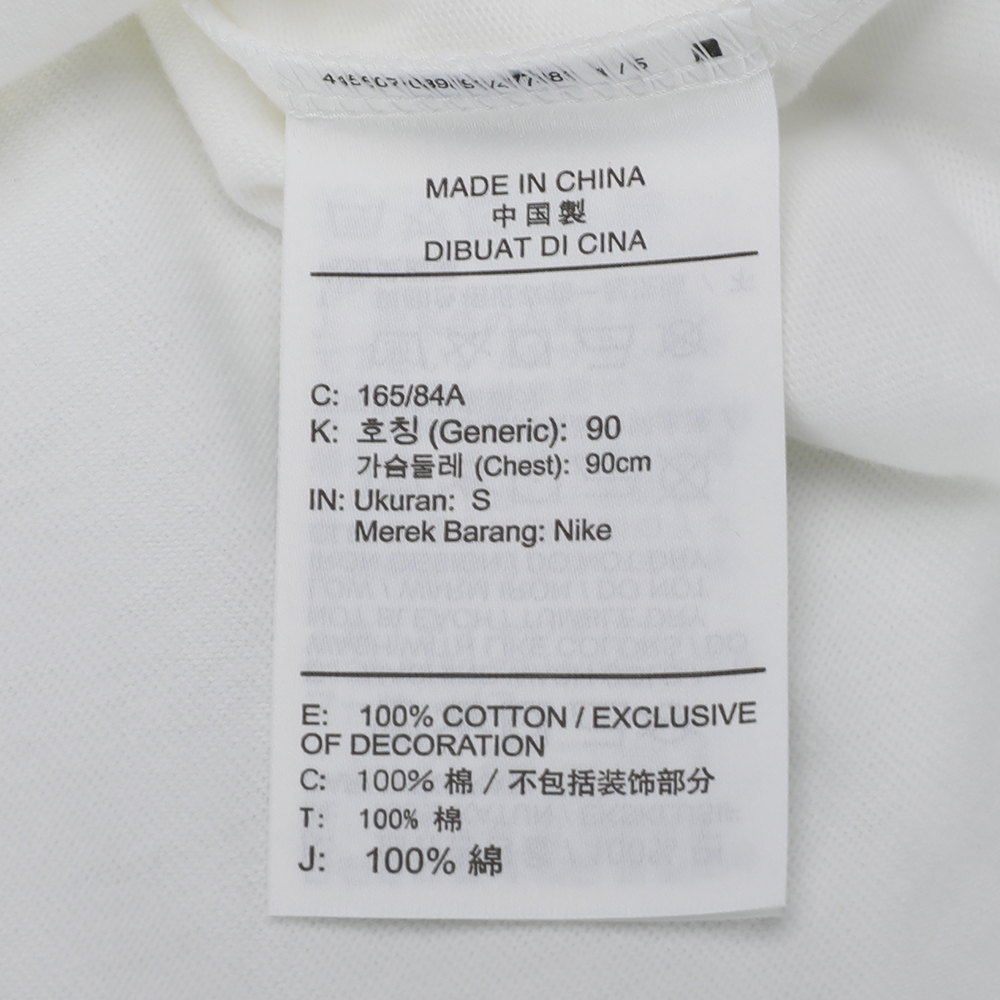 MADE IN CHINA
中国製
DIBUAT DI CINA
C: 165/84A
K: 호칭 (Generic): 90
가슴둘레 (Chest): 90cm
IN: Ukuran: S
Merek Barang: Nike
E: 100% COTTON / EXCLUSIVE
OF DECORATION
C: 100% 棉 / 不包括装饰部分
T: 100% 棉
J: 100% 綿